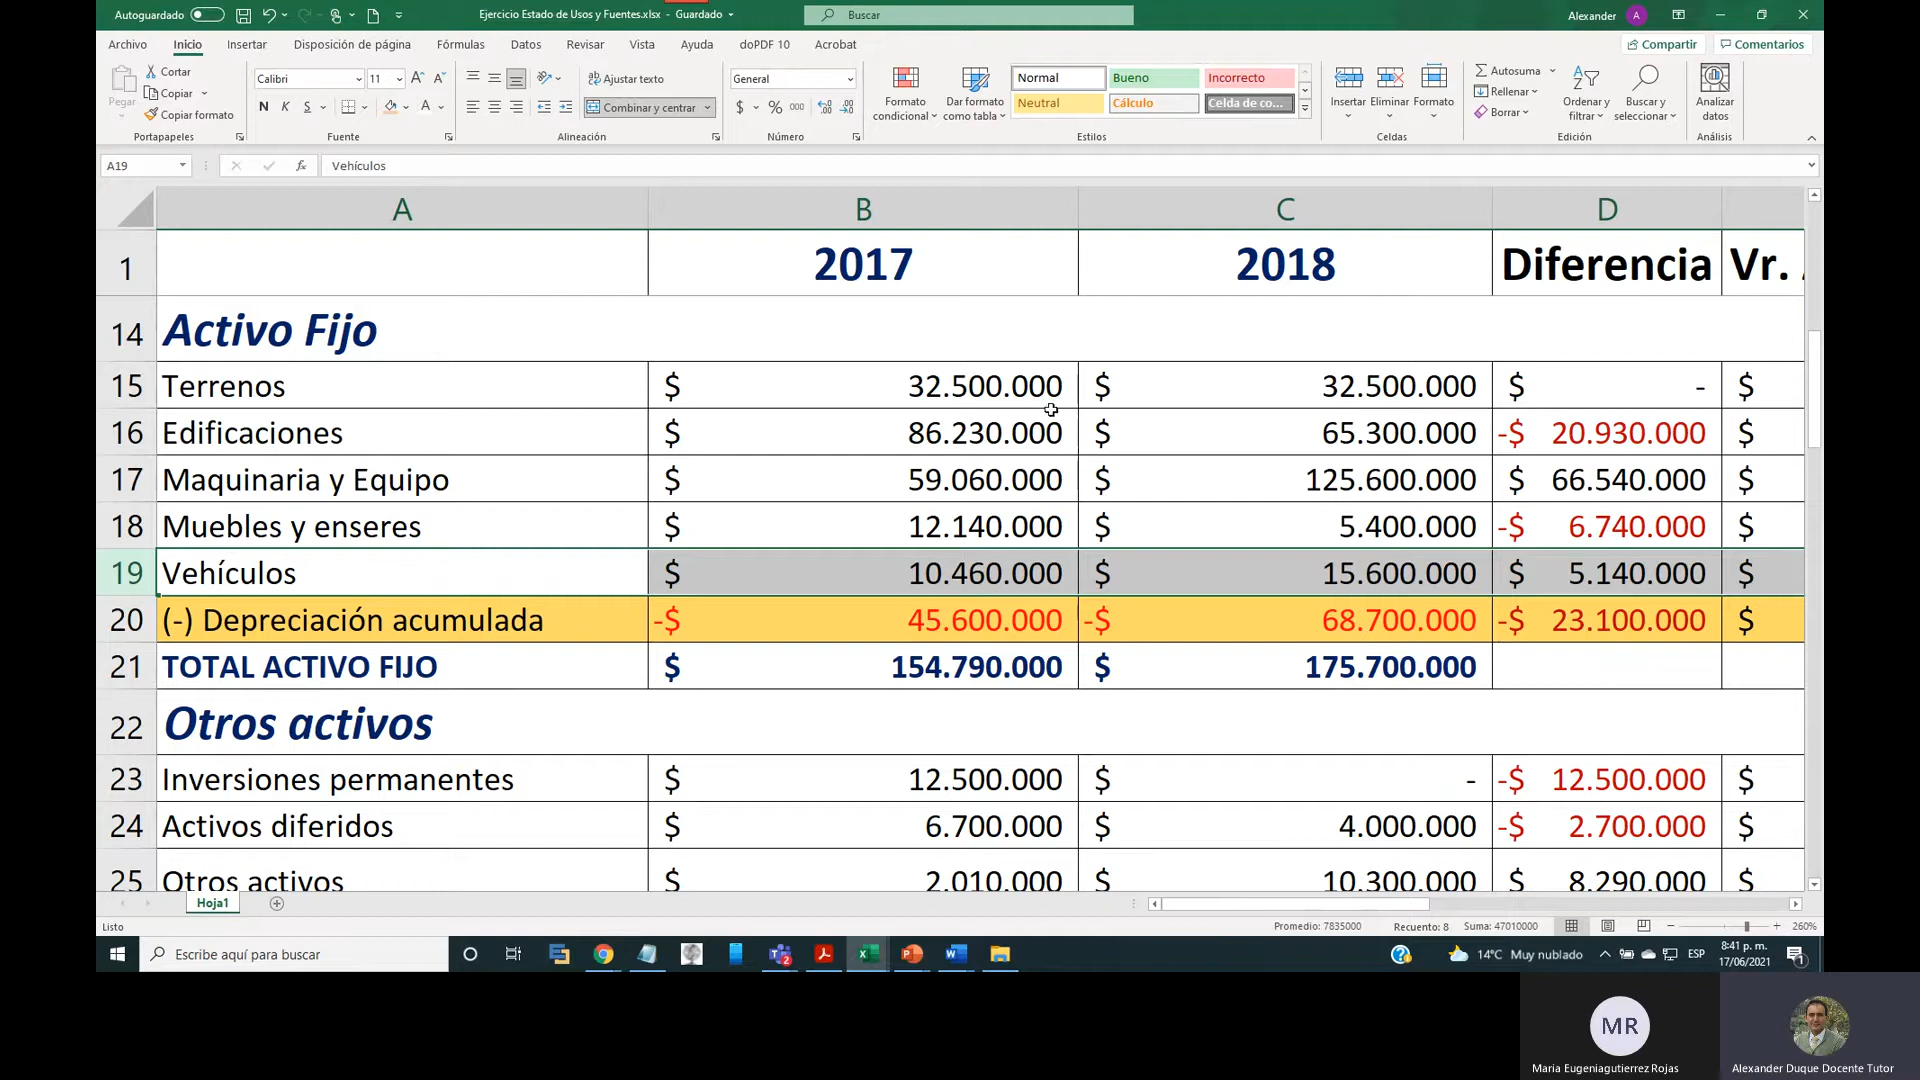 Autoguardado
Ejercicio Estado de Usos y Fuentes.xlsx - Guardado
Buscar
Alexander A
Archivo Inicio Insertar Disposición de página Fórmulas Datos Revisar Vista Ayuda doPDF 10 Acrobat Compartir Comentarios
Pegar
Cortar
Copiar
Copiar formato
Portapapeles
Calibri 11
N K S
Fuente
Ajustar texto
Combinar y centrar
Alineación
General
$ % 000
Número
Formato condicional
Dar formato como tabla
Normal Bueno Incorrecto
Neutral Cálculo Celda de co...
Estilos
Insertar Eliminar Formato
Celdas
Autosuma
Rellenar
Borrar
Ordenar y filtrar
Buscar y seleccionar
Edición
Analizar datos
Análisis
A19 fx Vehículos
A B C D
1 2017 2018 Diferencia Vr.
14 Activo Fijo
15 Terrenos $ 32.500.000 $ 32.500.000 $ - $
16 Edificaciones $ 86.230.000 $ 65.300.000 -$ 20.930.000 $
17 Maquinaria y Equipo $ 59.060.000 $ 125.600.000 $ 66.540.000 $
18 Muebles y enseres $ 12.140.000 $ 5.400.000 -$ 6.740.000 $
19 Vehículos $ 10.460.000 $ 15.600.000 $ 5.140.000 $
20 (-) Depreciación acumulada -$ 45.600.000 -$ 68.700.000 -$ 23.100.000 $
21 TOTAL ACTIVO FIJO $ 154.790.000 $ 175.700.000
22 Otros activos
23 Inversiones permanentes $ 12.500.000 $ - -$ 12.500.000 $
24 Activos diferidos $ 6.700.000 $ 4.000.000 -$ 2.700.000 $
25 Otros activos $ 2.010.000 $ 10.300.000 $ 8.290.000 $
Hoja1
Listo Promedio: 7835000 Recuento: 8 Suma: 47010000 260%
Escribe aquí para buscar
14°C Muy nublado
ESP
8:41 p. m.
17/06/2021
MR
Maria Eugeniagutierrez Rojas
Alexander Duque Docente Tutor